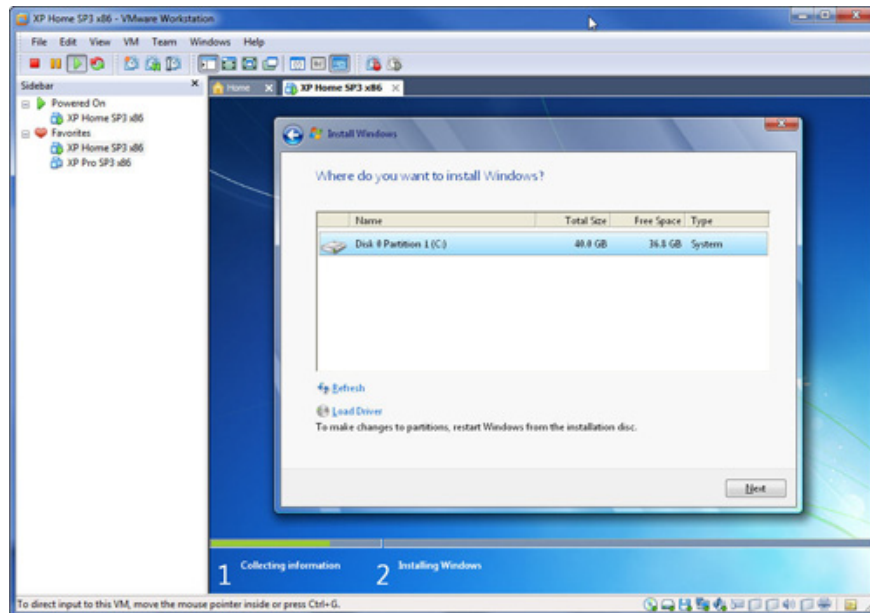 XP Home SP3 x86 - VMware Workstation
File Edit View VM Team Windows Help
Sidebar
Home
XP Home SP3 x86
Powered On
XP Home SP3 x86
Favorites
XP Home SP3 x86
XP Pro SP3 x86
Install Windows
Where do you want to install Windows?
Name Total Size Free Space Type
Disk 0 Partition 1 (C:) 40.0 GB 36.8 GB System
Refresh
Load Driver
To make changes to partitions, restart Windows from the installation disc.
Next
1 Collecting information
2 Installing Windows
To direct input to this VM, move the mouse pointer inside or press Ctrl+G.